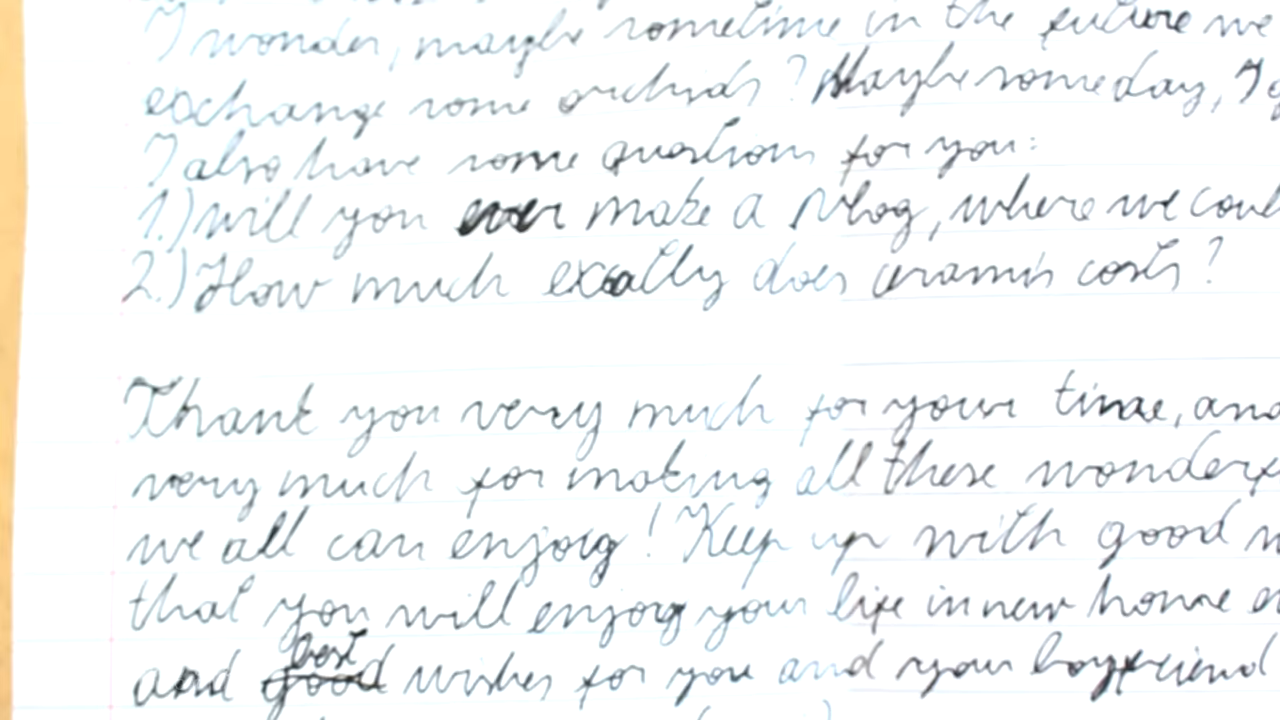 I wonder, maybe sometime in the future we
exchange some orchids? Maybe someday, I
I also have some questions for you:
1.) will you ever make a vlog, where we coul
2.) How much exactly does ceramis costs?
Thank you very much for your time, and
very much for making all these wonderf
we all can enjoy! Keep up with good w
that you will enjoy your life in new home
and best good wishes for you and your boyfriend